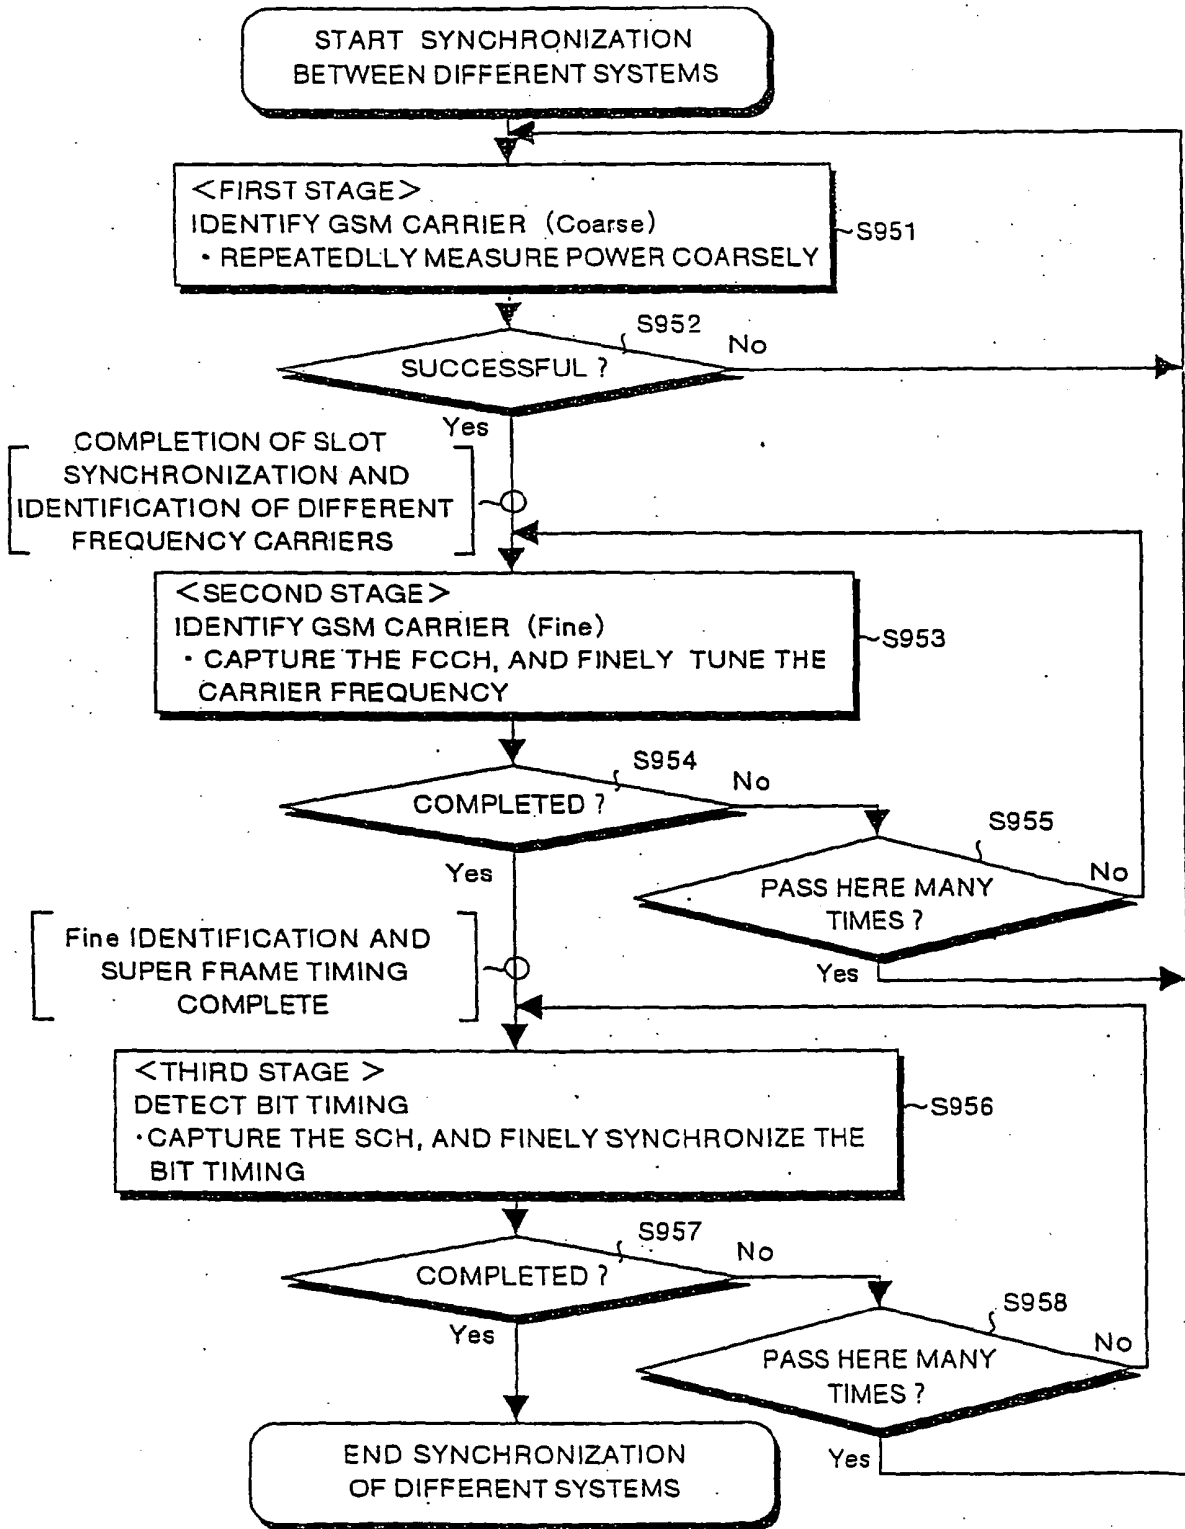 START SYNCHRONIZATION
BETWEEN DIFFERENT SYSTEMS
<FIRST STAGE>
IDENTIFY GSM CARRIER (Coarse)
・REPEATEDLLY MEASURE POWER COARSELY
S951
S952
SUCCESSFUL ?
No
Yes
COMPLETION OF SLOT
SYNCHRONIZATION AND
IDENTIFICATION OF DIFFERENT
FREQUENCY CARRIERS
<SECOND STAGE>
IDENTIFY GSM CARRIER (Fine)
・CAPTURE THE FCCH, AND FINELY TUNE THE
CARRIER FREQUENCY
S953
S954
COMPLETED ?
No
Yes
S955
PASS HERE MANY
TIMES ?
No
Yes
Fine IDENTIFICATION AND
SUPER FRAME TIMING
COMPLETE
<THIRD STAGE >
DETECT BIT TIMING
・CAPTURE THE SCH, AND FINELY SYNCHRONIZE THE
BIT TIMING
S956
S957
COMPLETED ?
No
Yes
S958
PASS HERE MANY
TIMES ?
No
Yes
END SYNCHRONIZATION
OF DIFFERENT SYSTEMS